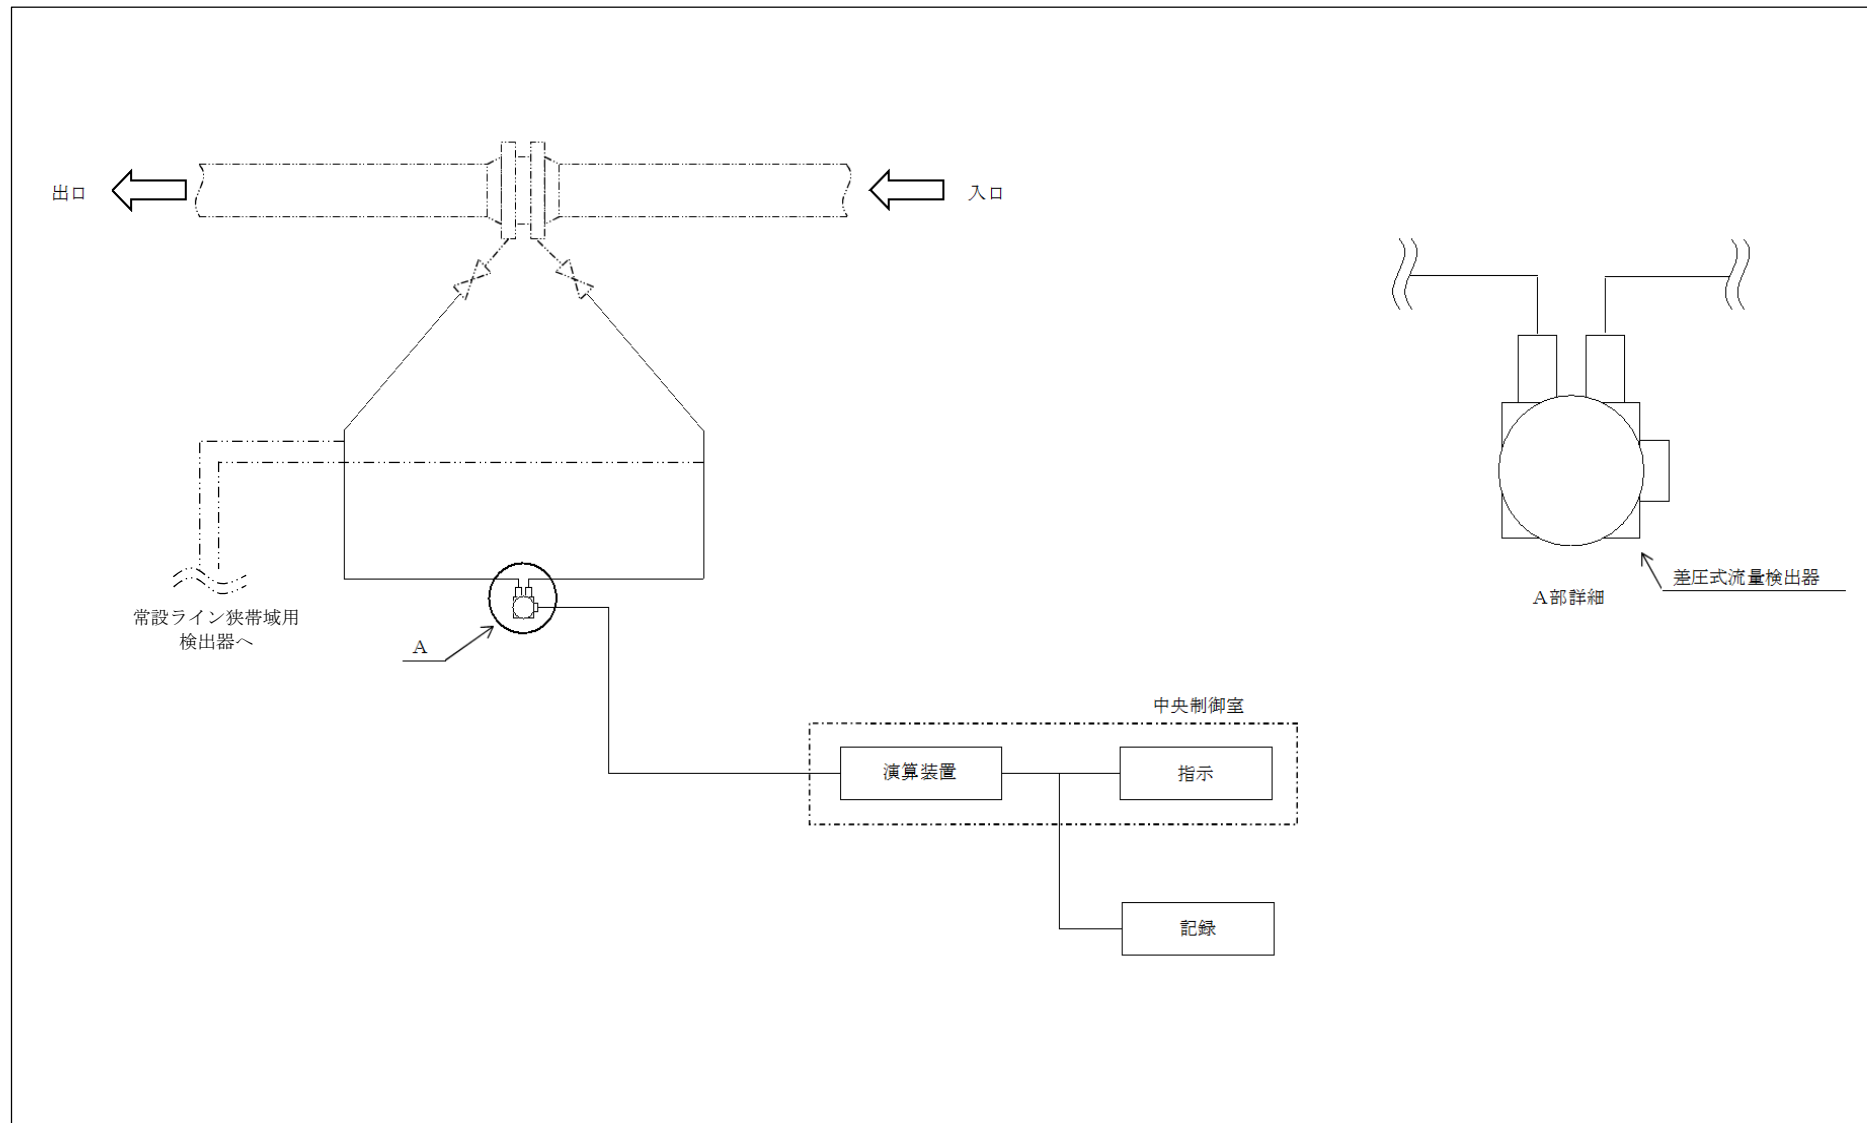 出口
入口
常設ライン狭帯域用
検出器へ
A
差圧式流量検出器
A部詳細
中央制御室
演算装置
指示
記録